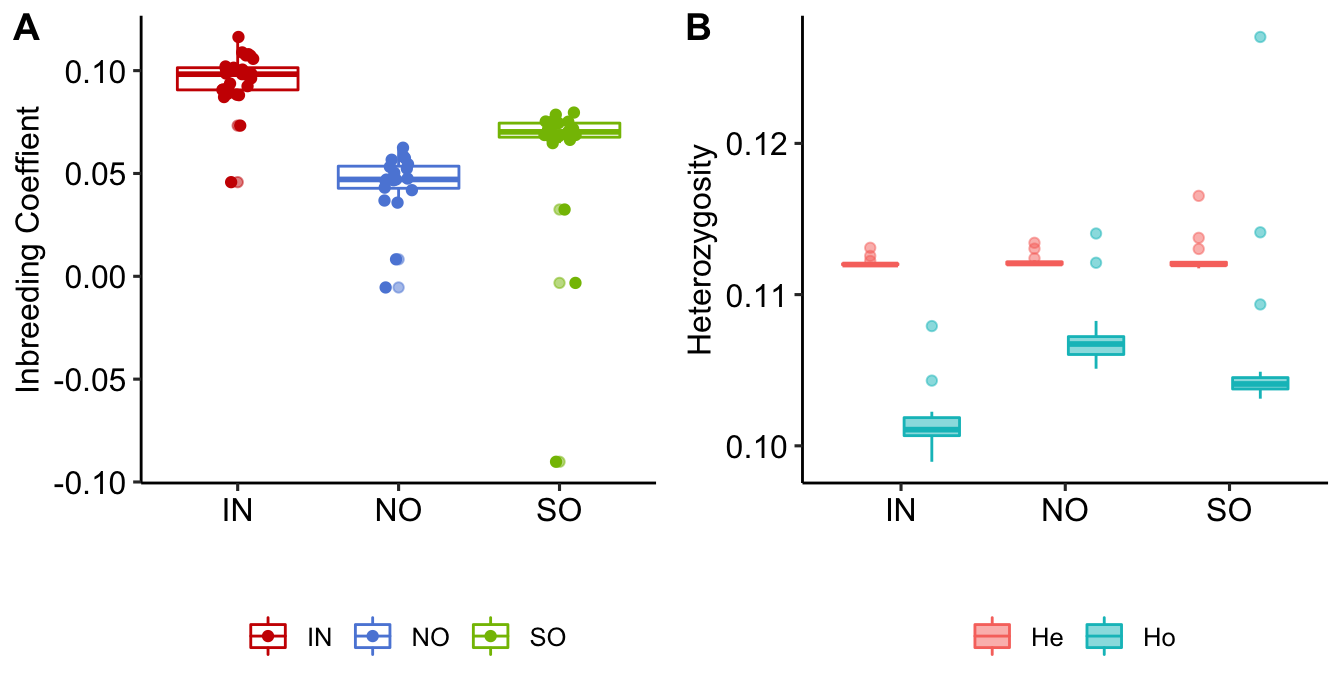 A
Inbreeding Coeffient
0.10
0.05
0.00
-0.05
-0.10
IN NO SO
IN NO SO
B
Heterozygosity
0.12
0.11
0.10
IN NO SO
He Ho